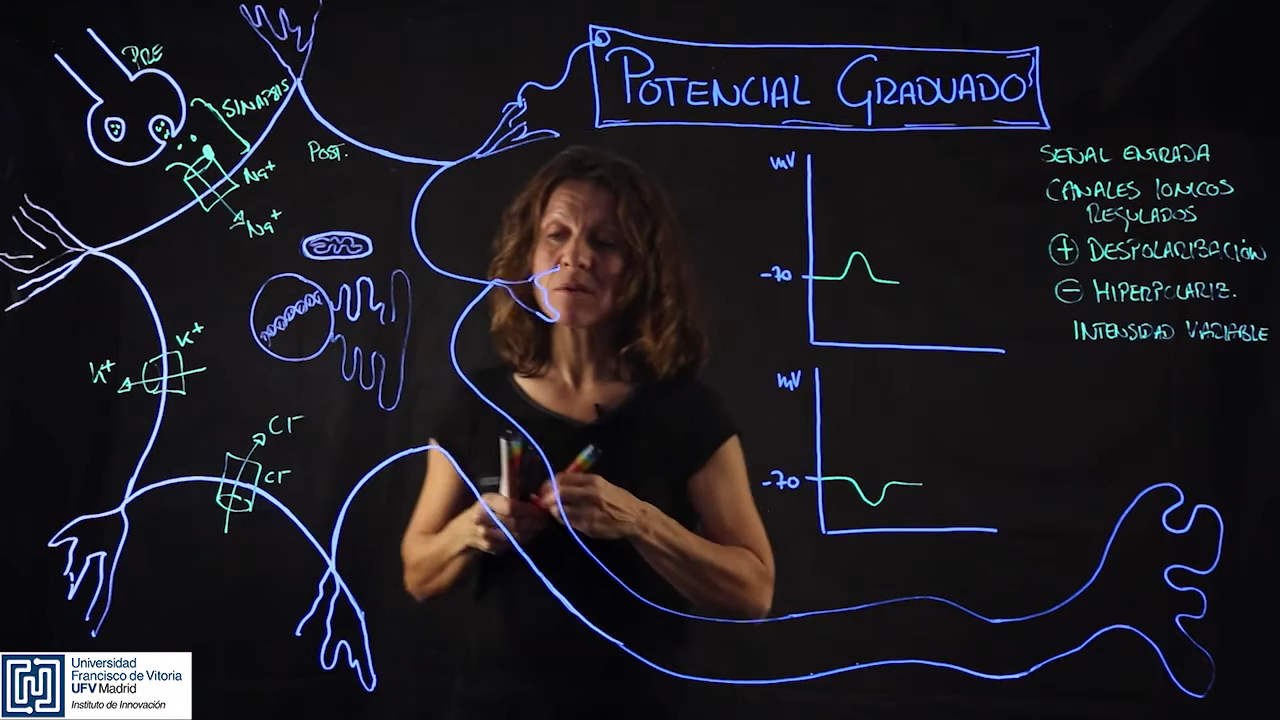 PRE
SINAPSIS
POST.
Na+
Na+
K+
K+
Cl-
Cl-
POTENCIAL GRADUADO
mV
-70
mV
-70
SEÑAL ENTRADA
CANALES IONICOS
REGULADOS
+ DESPOLARIZACIÓN
- HIPERPOLARIZ.
INTENSIDAD VARIABLE
Universidad
Francisco de Vitoria
UFV Madrid
Instituto de Innovación